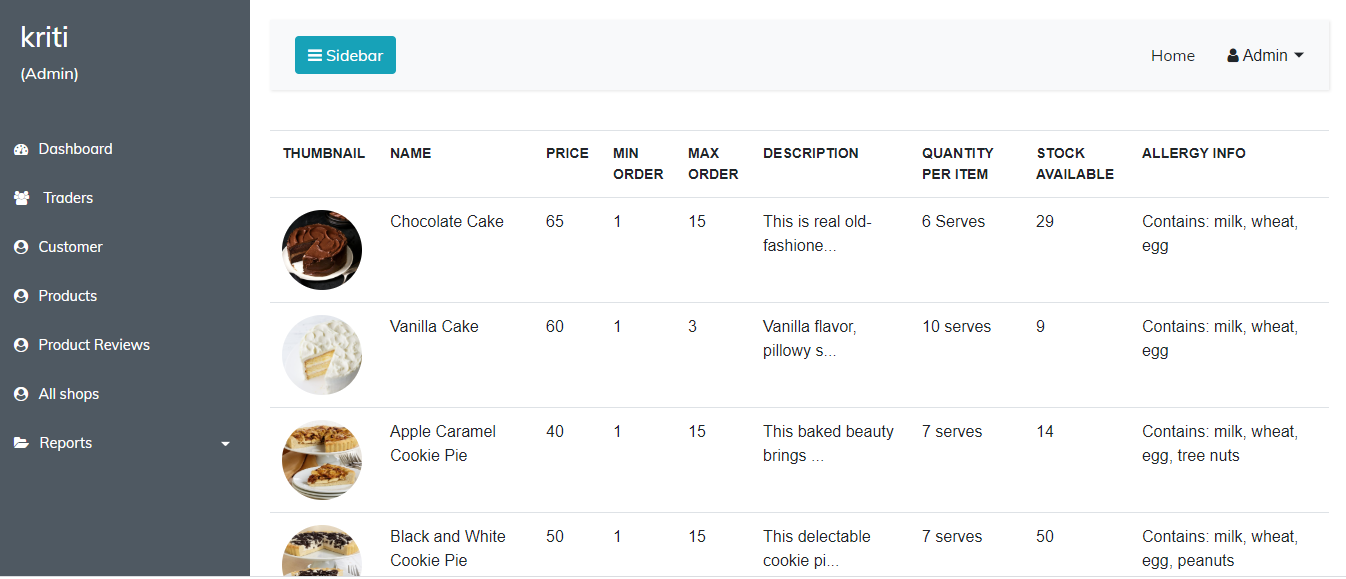 kriti
(Admin)
Dashboard
Traders
Customer
Products
Product Reviews
All shops
Reports
Sidebar
Home
Admin
THUMBNAIL NAME PRICE MIN ORDER MAX ORDER DESCRIPTION QUANTITY PER ITEM STOCK AVAILABLE ALLERGY INFO
Chocolate Cake 65 1 15 This is real old-fashione... 6 Serves 29 Contains: milk, wheat, egg
Vanilla Cake 60 1 3 Vanilla flavor, pillowy s... 10 serves 9 Contains: milk, wheat, egg
Apple Caramel Cookie Pie 40 1 15 This baked beauty brings ... 7 serves 14 Contains: milk, wheat, egg, tree nuts
Black and White Cookie Pie 50 1 15 This delectable cookie pi... 7 serves 50 Contains: milk, wheat, egg, peanuts